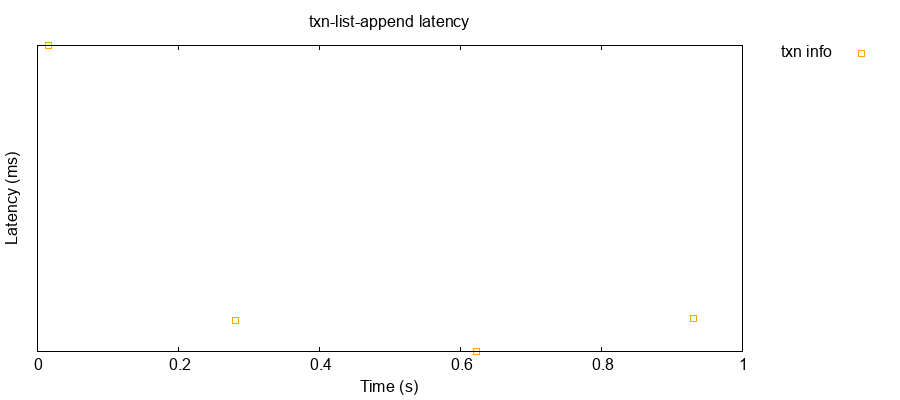 txn-list-append latency
txn info
Latency (ms)
0 0.2 0.4 0.6 0.8 1
Time (s)